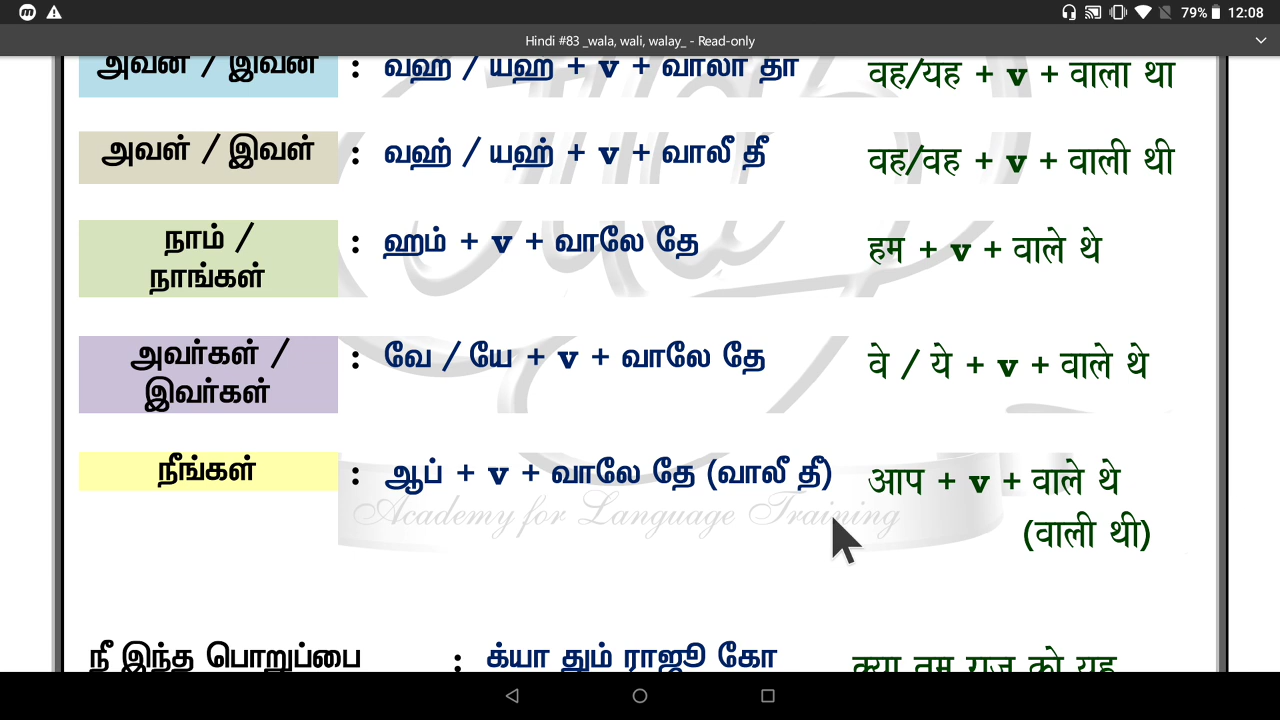 79% 12:08
Hindi #83 _wala, wali, walay_ - Read-only
அவன் / இவன் : வஹ் / யஹ் + v + வாலா தா वह/यह + v + वाला था
அவள் / இவள் : வஹ் / யஹ் + v + வாலீ தீ वह/वह + v + वाली थी
நாம் / : ஹம் + v + வாலே தே हम + v + वाले थे
நாங்கள்
அவர்கள் / : வே / யே + v + வாலே தே वे / ये + v + वाले थे
இவர்கள்
நீங்கள் : ஆப் + v + வாலே தே (வாலீ தீ) आप + v + वाले थे
Academy for Language Training
(वाली थी)
நீ இந்த பொறுப்பை : க்யா தும் ராஜூ கோ क्या तुम राजू को यह